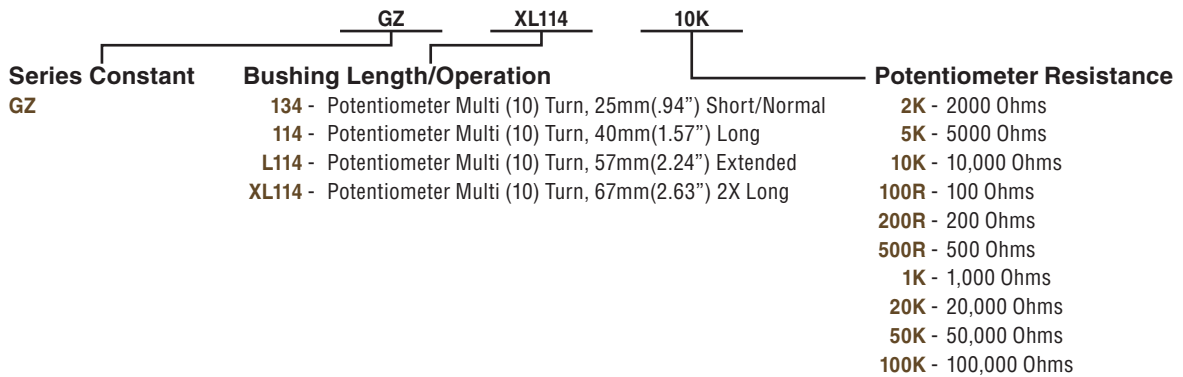 GZ XL114 10K
Series Constant
GZ
Bushing Length/Operation
134 - Potentiometer Multi (10) Turn, 25mm(.94”) Short/Normal
114 - Potentiometer Multi (10) Turn, 40mm(1.57”) Long
L114 - Potentiometer Multi (10) Turn, 57mm(2.24”) Extended
XL114 - Potentiometer Multi (10) Turn, 67mm(2.63”) 2X Long
Potentiometer Resistance
2K - 2000 Ohms
5K - 5000 Ohms
10K - 10,000 Ohms
100R - 100 Ohms
200R - 200 Ohms
500R - 500 Ohms
1K - 1,000 Ohms
20K - 20,000 Ohms
50K - 50,000 Ohms
100K - 100,000 Ohms